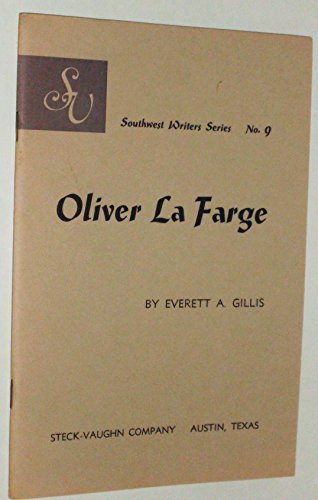 SV
Southwest Writers Series No. 9
Oliver La Farge
BY EVERETT A. GILLIS
STECK-VAUGHN COMPANY AUSTIN, TEXAS